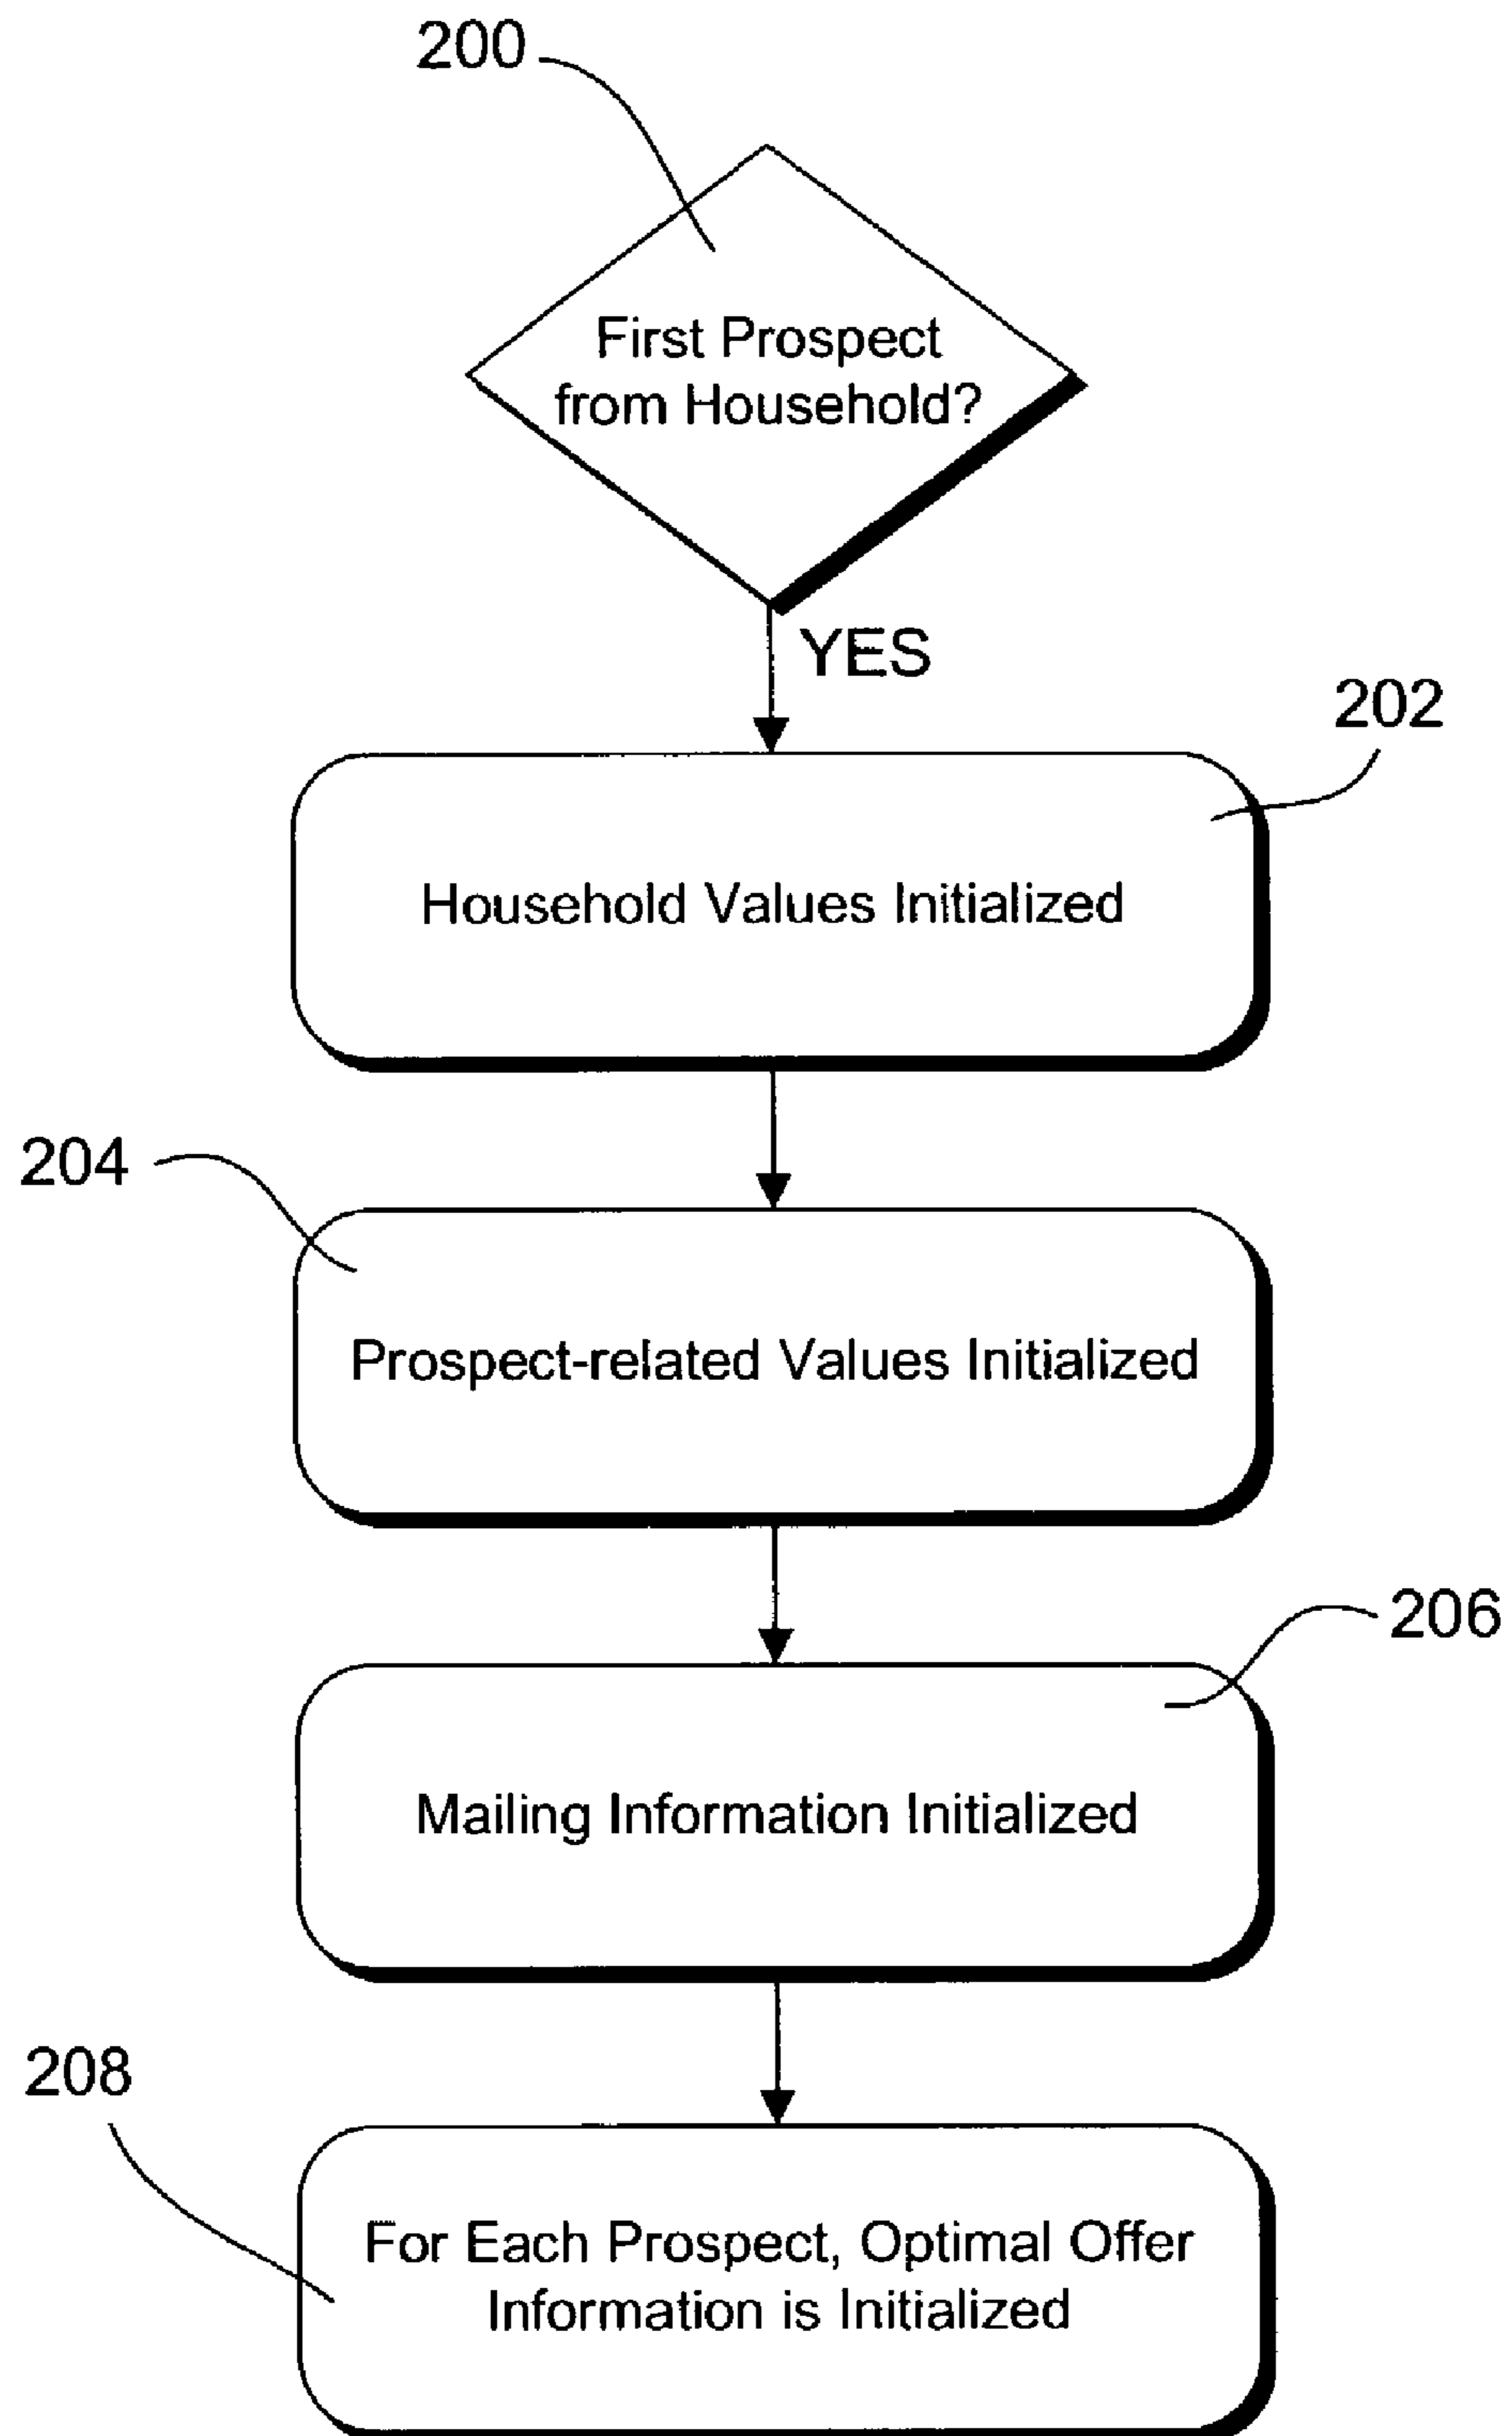 200
First Prospect
from Household?
YES
202
Household Values Initialized
204
Prospect-related Values Initialized
206
Mailing Information Initialized
208
For Each Prospect, Optimal Offer
Information is Initialized